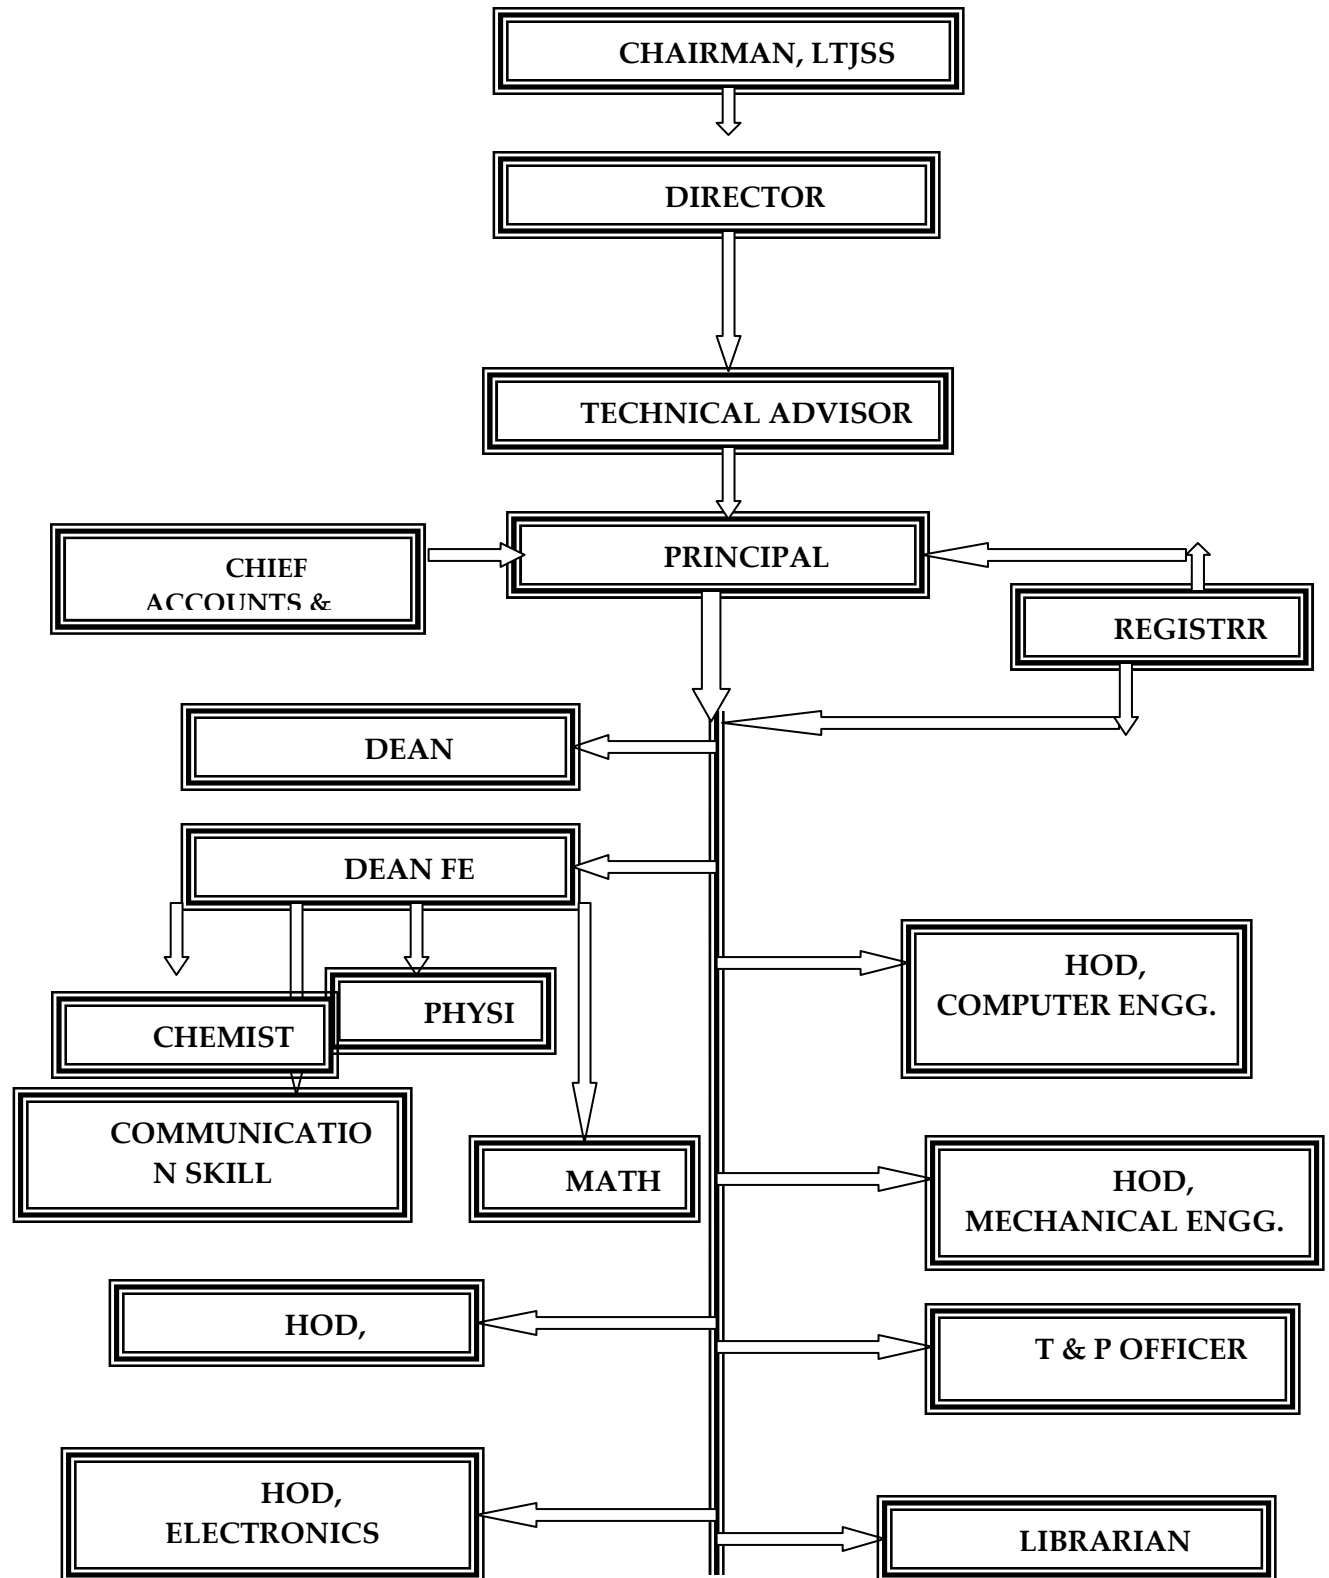 CHAIRMAN, LTJSS
DIRECTOR
TECHNICAL ADVISOR
PRINCIPAL
CHIEF
ACCOUNTS &
REGISTRR
DEAN
DEAN FE
HOD,
COMPUTER ENGG.
PHYSI
CHEMIST
COMMUNICATIO
N SKILL
MATH
HOD,
MECHANICAL ENGG.
HOD,
T & P OFFICER
HOD,
ELECTRONICS
LIBRARIAN